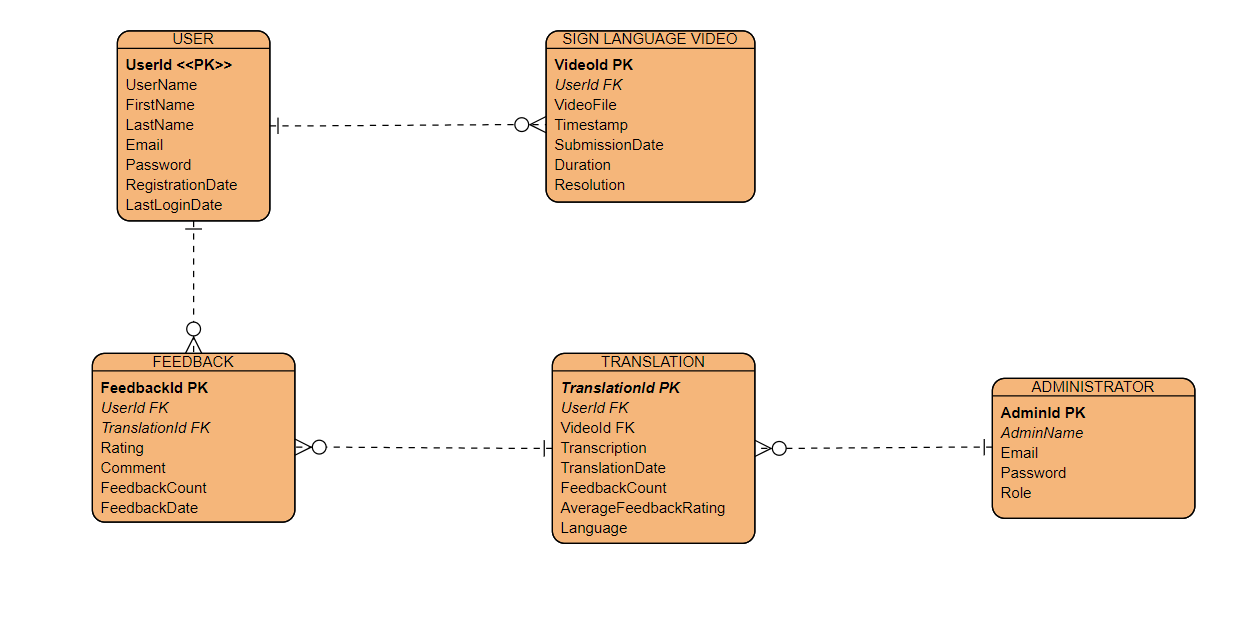 USER
UserId <<PK>>
UserName
FirstName
LastName
Email
Password
RegistrationDate
LastLoginDate
SIGN LANGUAGE VIDEO
VideoId PK
UserId FK
VideoFile
Timestamp
SubmissionDate
Duration
Resolution
FEEDBACK
FeedbackId PK
UserId FK
TranslationId FK
Rating
Comment
FeedbackCount
FeedbackDate
TRANSLATION
TranslationId PK
UserId FK
VideoId FK
Transcription
TranslationDate
FeedbackCount
AverageFeedbackRating
Language
ADMINISTRATOR
AdminId PK
AdminName
Email
Password
Role